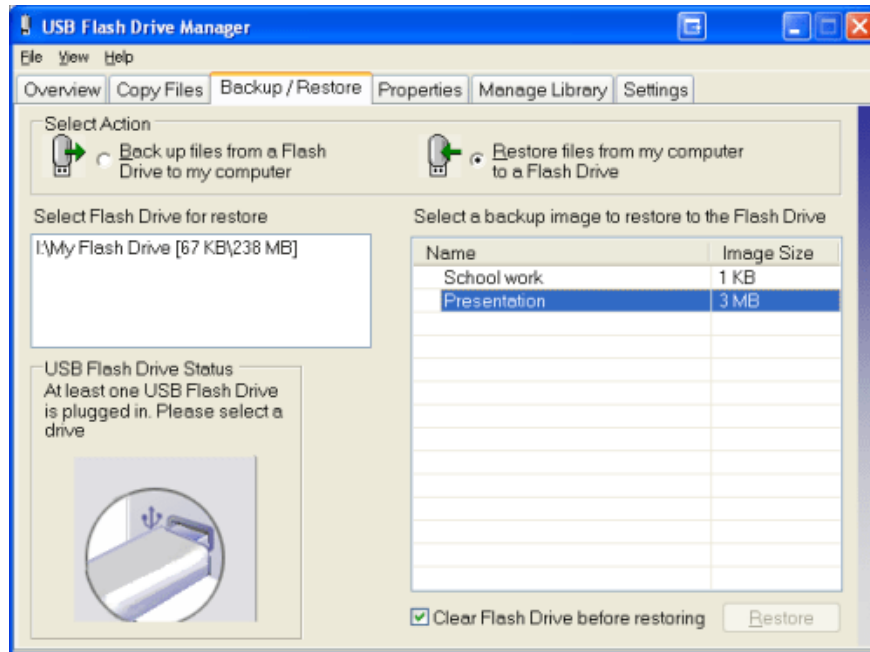 USB Flash Drive Manager
File View Help
Overview Copy Files Backup / Restore Properties Manage Library Settings
Select Action
Back up files from a Flash
Drive to my computer
Restore files from my computer
to a Flash Drive
Select Flash Drive for restore
I:\My Flash Drive [67 KB\238 MB]
Select a backup image to restore to the Flash Drive
Name Image Size
School work 1 KB
Presentation 3 MB
USB Flash Drive Status
At least one USB Flash Drive
is plugged in. Please select a
drive
Clear Flash Drive before restoring
Restore